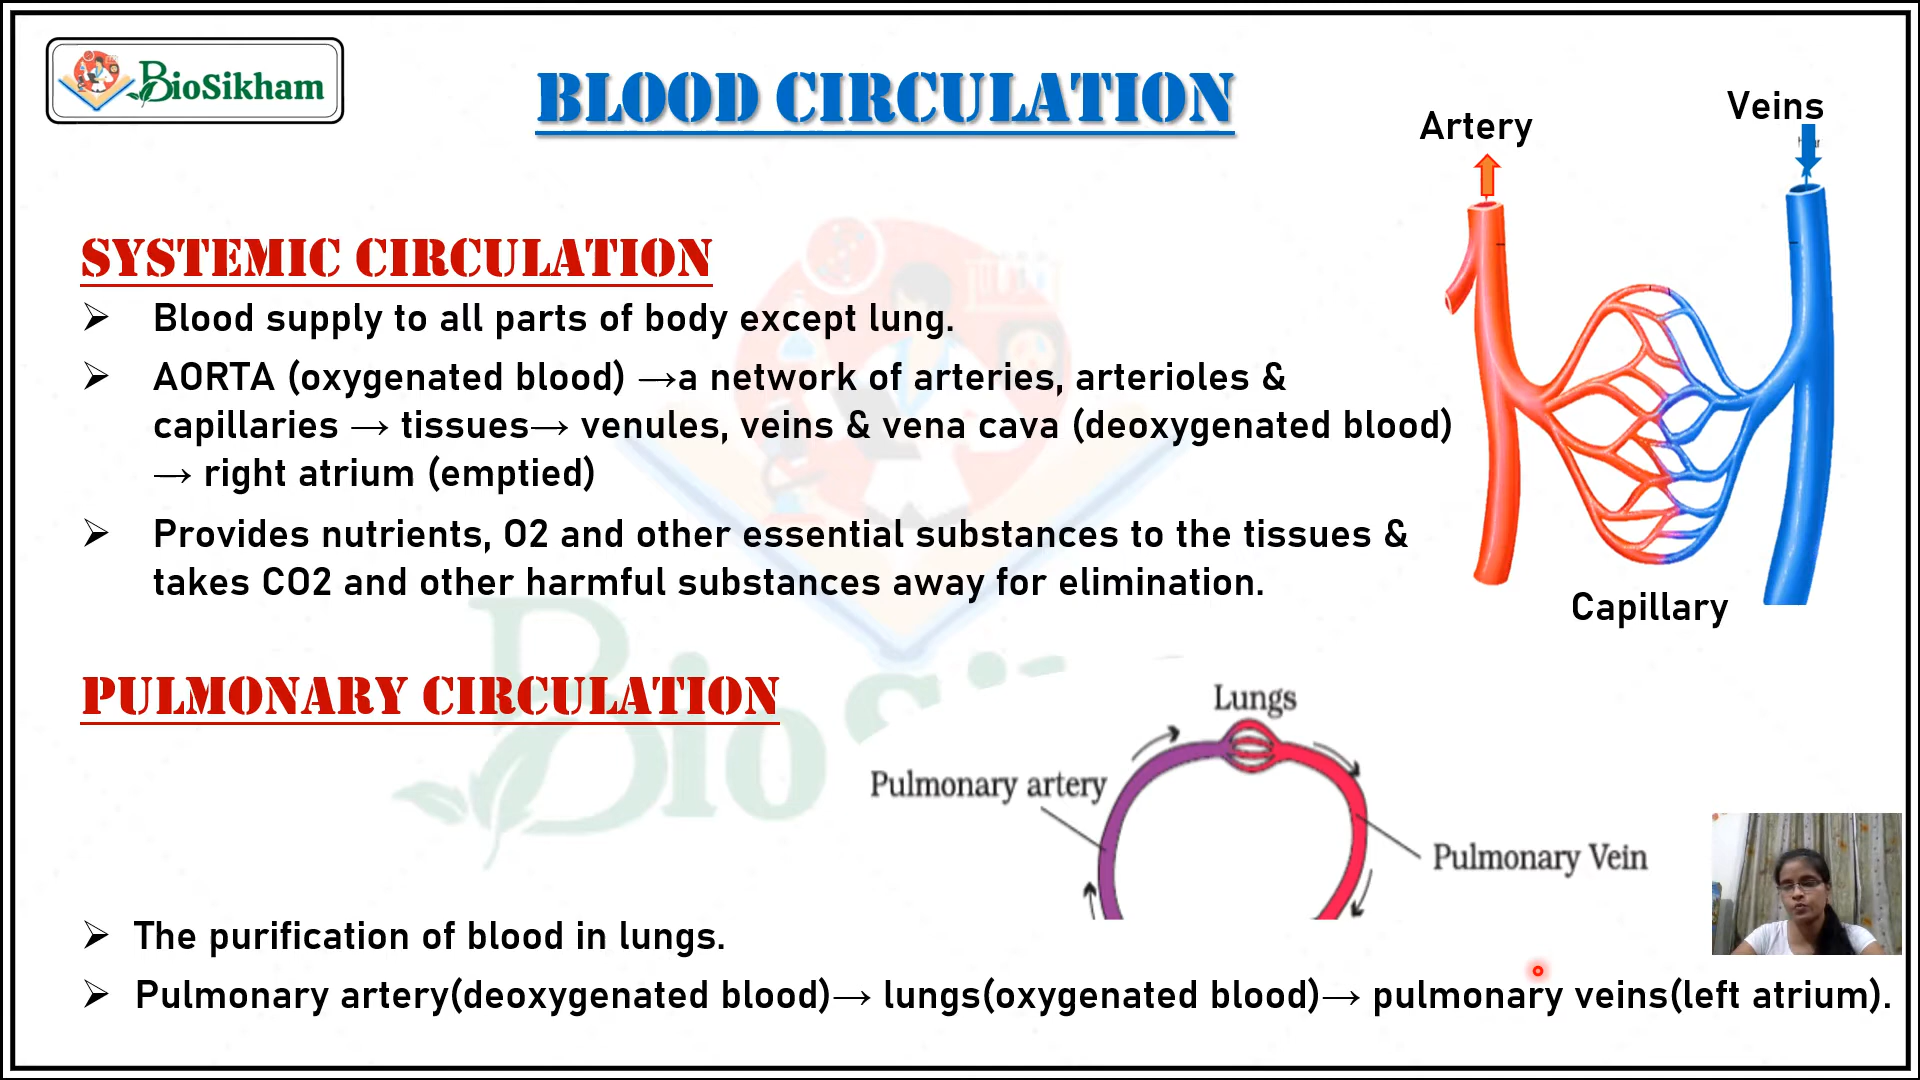 BioSikham
BLOOD CIRCULATION
Artery
Veins
SYSTEMIC CIRCULATION
➢ Blood supply to all parts of body except lung.
➢ AORTA (oxygenated blood) →a network of arteries, arterioles &
capillaries → tissues→ venules, veins & vena cava (deoxygenated blood)
→ right atrium (emptied)
➢ Provides nutrients, O2 and other essential substances to the tissues &
takes CO2 and other harmful substances away for elimination.
Capillary
PULMONARY CIRCULATION
Lungs
Pulmonary artery
Pulmonary Vein
➢ The purification of blood in lungs.
➢ Pulmonary artery(deoxygenated blood)→ lungs(oxygenated blood)→ pulmonary veins(left atrium).